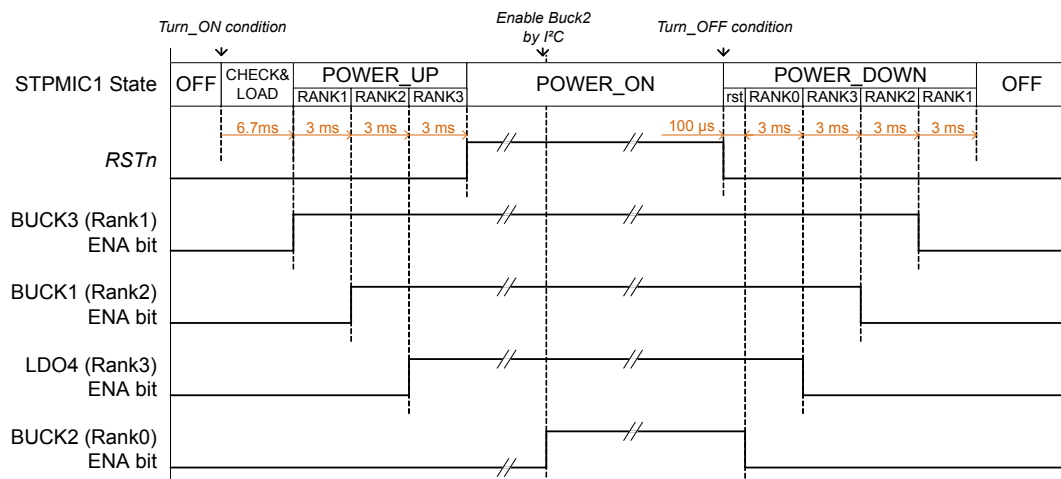 Turn_ON condition
Enable Buck2
by I²C
Turn_OFF condition
STPMIC1 State
OFF
CHECK&
LOAD
POWER_UP
RANK1
RANK2
RANK3
POWER_ON
POWER_DOWN
rst
RANK0
RANK3
RANK2
RANK1
OFF
6.7ms
3 ms
3 ms
3 ms
100 µs
3 ms
3 ms
3 ms
3 ms
RSTn
BUCK3 (Rank1)
ENA bit
BUCK1 (Rank2)
ENA bit
LDO4 (Rank3)
ENA bit
BUCK2 (Rank0)
ENA bit